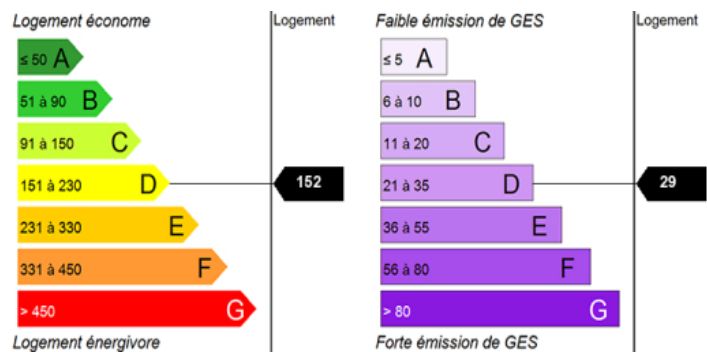 Logement économe
Logement
≤ 50 A
51 à 90 B
91 à 150 C
151 à 230 D
152
231 à 330 E
331 à 450 F
> 450 G
Logement énergivore
Faible émission de GES
Logement
≤ 5 A
6 à 10 B
11 à 20 C
21 à 35 D
29
36 à 55 E
56 à 80 F
> 80 G
Forte émission de GES